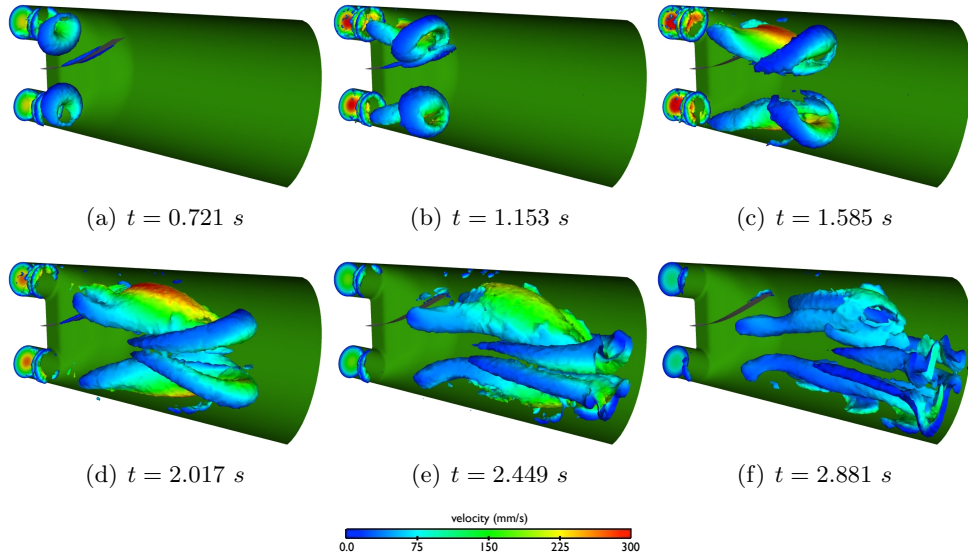 (a) t = 0.721 s
(b) t = 1.153 s
(c) t = 1.585 s
(d) t = 2.017 s
(e) t = 2.449 s
(f) t = 2.881 s
velocity (mm/s)
0.0 75 150 225 300